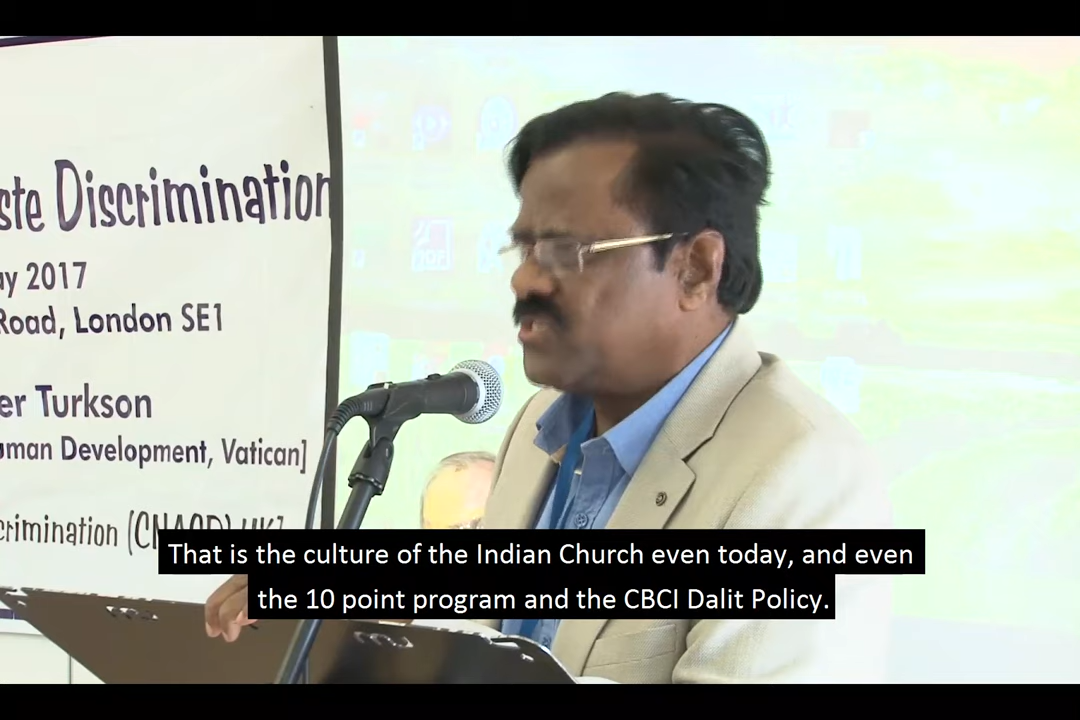 ste Discrimination
ay 2017
Road, London SE1
er Turkson
uman Development, Vatican]
crimination (CNACD) UK]
That is the culture of the Indian Church even today, and even
the 10 point program and the CBCI Dalit Policy.